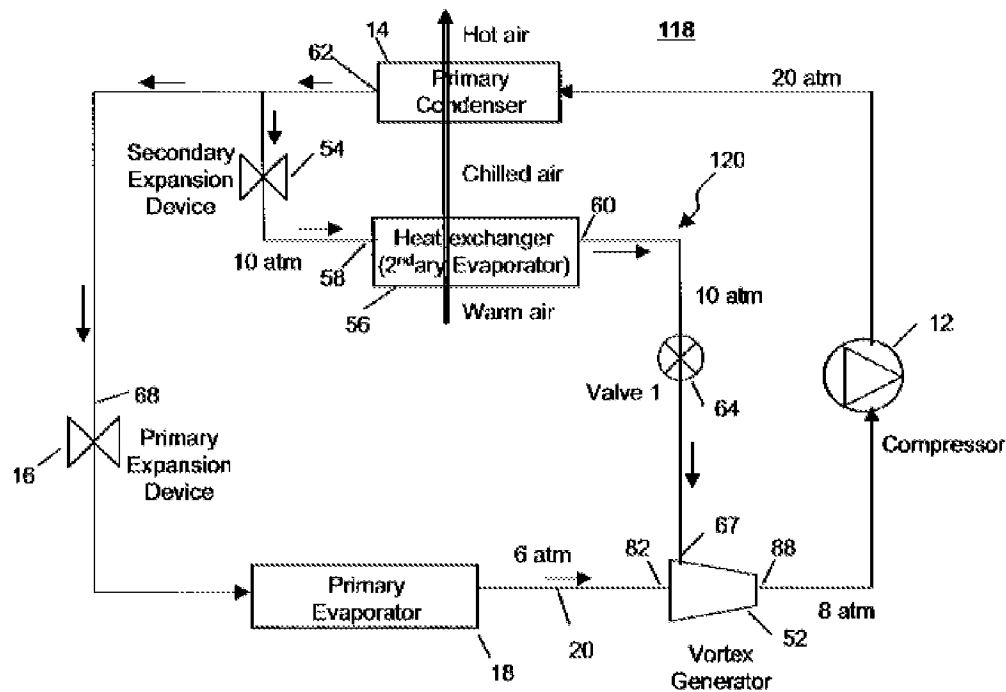 14
Hot air
118
62
Primary
Condenser
20 atm
Secondary
Expansion
Device
54
Chilled air
120
60
Heat exchanger
(2ndary Evaporator)
10 atm
58
56
Warm air
10 atm
12
Valve 1
64
68
Compressor
16
Primary
Expansion
Device
67
6 atm
82
88
Primary
Evaporator
8 atm
18
20
52
Vortex
Generator